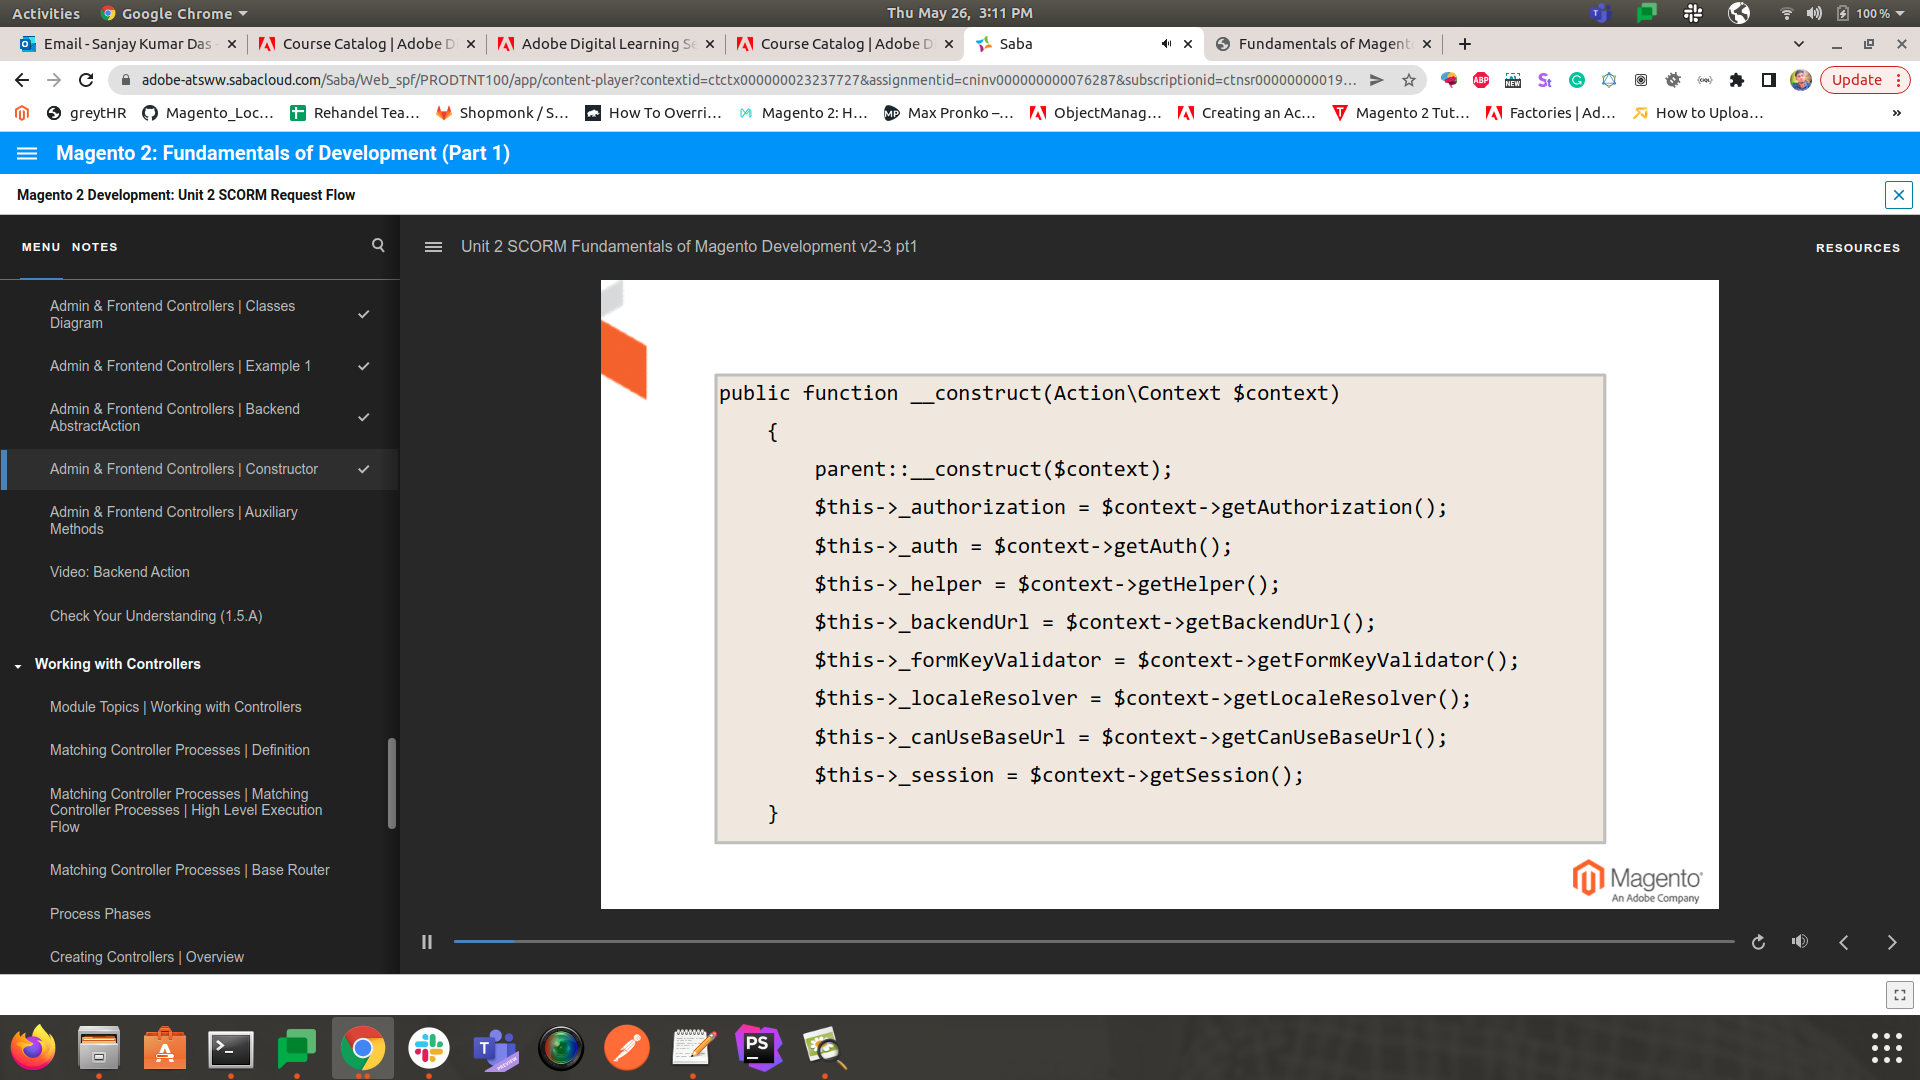 Activities
Google Chrome
Thu May 26, 3:11 PM
100 %
Email - Sanjay Kumar Das -
Course Catalog | Adobe D
Adobe Digital Learning Se
Course Catalog | Adobe D
Saba
Fundamentals of Magent
adobe-atsww.sabacloud.com/Saba/Web_spf/PRODTNT100/app/content-player?contextid=ctctx000000023237727&assignmentid=cninv000000000076287&subscriptionid=ctnsr00000000019...
ABP
NEW
St
Update
greytHR
Magento_Loc...
Rehandel Tea...
Shopmonk / S...
How To Overri...
Magento 2: H...
Max Pronko –...
ObjectManag...
Creating an Ac...
Magento 2 Tut...
Factories | Ad...
How to Uploa...
»
Magento 2: Fundamentals of Development (Part 1)
Magento 2 Development: Unit 2 SCORM Request Flow
MENU
NOTES
Unit 2 SCORM Fundamentals of Magento Development v2-3 pt1
RESOURCES
Admin & Frontend Controllers | Classes
Diagram
Admin & Frontend Controllers | Example 1
Admin & Frontend Controllers | Backend
AbstractAction
Admin & Frontend Controllers | Constructor
Admin & Frontend Controllers | Auxiliary
Methods
Video: Backend Action
Check Your Understanding (1.5.A)
Working with Controllers
Module Topics | Working with Controllers
Matching Controller Processes | Definition
Matching Controller Processes | Matching
Controller Processes | High Level Execution
Flow
Matching Controller Processes | Base Router
Process Phases
Creating Controllers | Overview
public function __construct(Action\Context $context)
{
parent::__construct($context);
$this->_authorization = $context->getAuthorization();
$this->_auth = $context->getAuth();
$this->_helper = $context->getHelper();
$this->_backendUrl = $context->getBackendUrl();
$this->_formKeyValidator = $context->getFormKeyValidator();
$this->_localeResolver = $context->getLocaleResolver();
$this->_canUseBaseUrl = $context->getCanUseBaseUrl();
$this->_session = $context->getSession();
}
Magento
An Adobe Company
PS